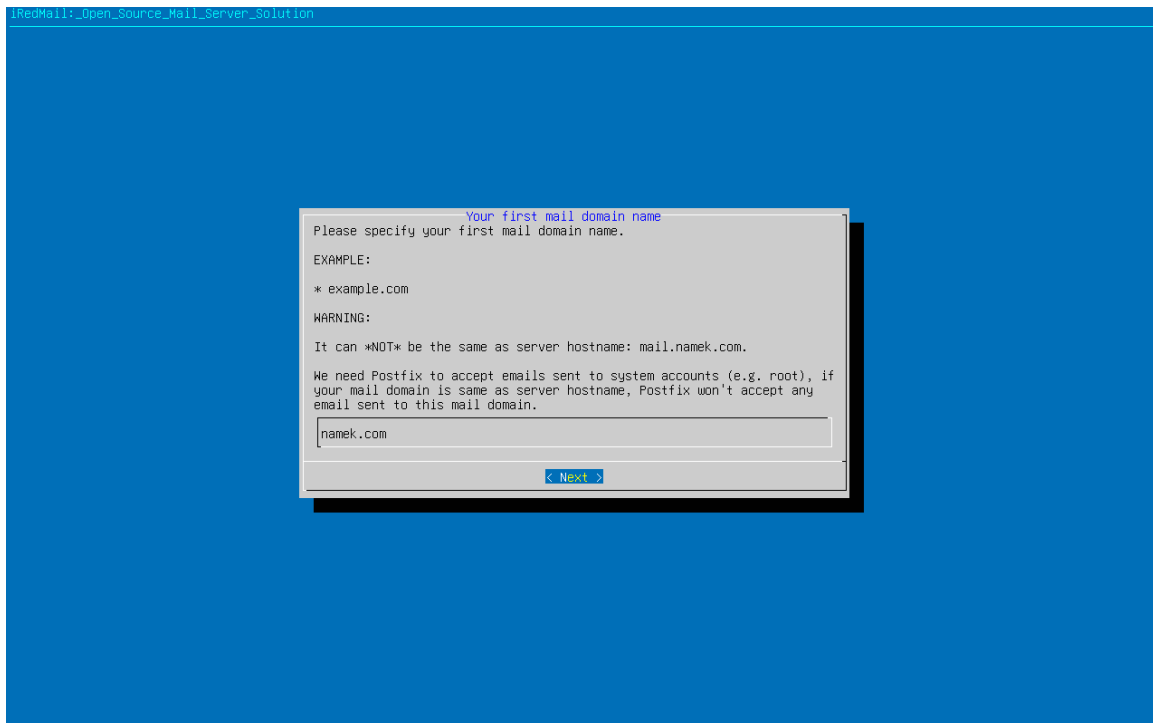 iRedMail:_Open_Source_Mail_Server_Solution
Your first mail domain name
Please specify your first mail domain name.
EXAMPLE:
* example.com
WARNING:
It can *NOT* be the same as server hostname: mail.namek.com.
We need Postfix to accept emails sent to system accounts (e.g. root), if
your mail domain is same as server hostname, Postfix won't accept any
email sent to this mail domain.
namek.com
< Next >